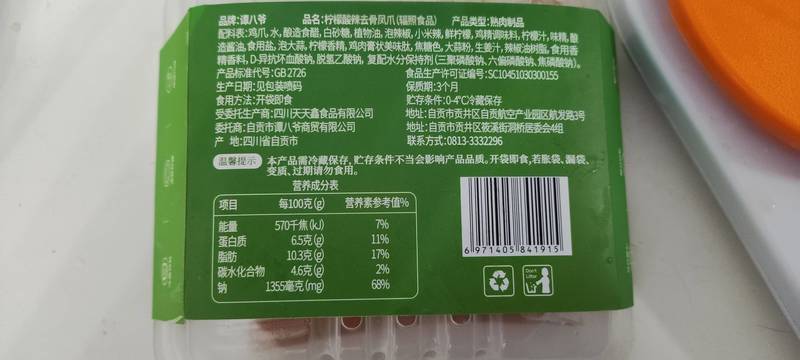 品牌:谭八爷 品名:柠檬酸辣去骨凤爪(辐照食品) 产品类型:熟肉制品
配料表:鸡爪,水,酿造食醋,白砂糖,植物油,泡辣椒,小米辣,鲜柠檬,鸡精调味料,柠檬汁,味精,酿
造酱油,食用盐,泡大蒜,柠檬香精,鸡肉膏状美味肽,焦糖色,大蒜粉,生姜汁,辣椒油树脂,食用香
精香料,D-异抗坏血酸钠,脱氢乙酸钠,复配水分保持剂(三聚磷酸钠、六偏磷酸钠、焦磷酸钠)。
产品标准代号:GB 2726 食品生产许可证编号:SC10451030300155
生产日期:见包装喷码 保质期:3个月
食用方法:开袋即食 贮存条件:0-4℃冷藏保存
受委托生产商:四川天天鑫食品有限公司 地址:自贡市贡井区自贡航空产业园区航发路3号
委托商:自贡市谭八爷商贸有限公司 地址:自贡市贡井区莜溪街洞桥居委会4组
产 地:四川省自贡市 联系方式:0813-3332296
温馨提示 本产品需冷藏保存,贮存条件不当会影响产品品质。开袋即食,若胀袋、漏袋、
变质、过期请勿食用。
营养成分表
项目 每100克(g) 营养素参考值%
能量 570千焦(kJ) 7%
蛋白质 6.5克(g) 11%
脂肪 10.3克(g) 17%
碳水化合物 4.6克(g) 2%
钠 1355毫克(mg) 68%
6 971405 841915
Don't Litter